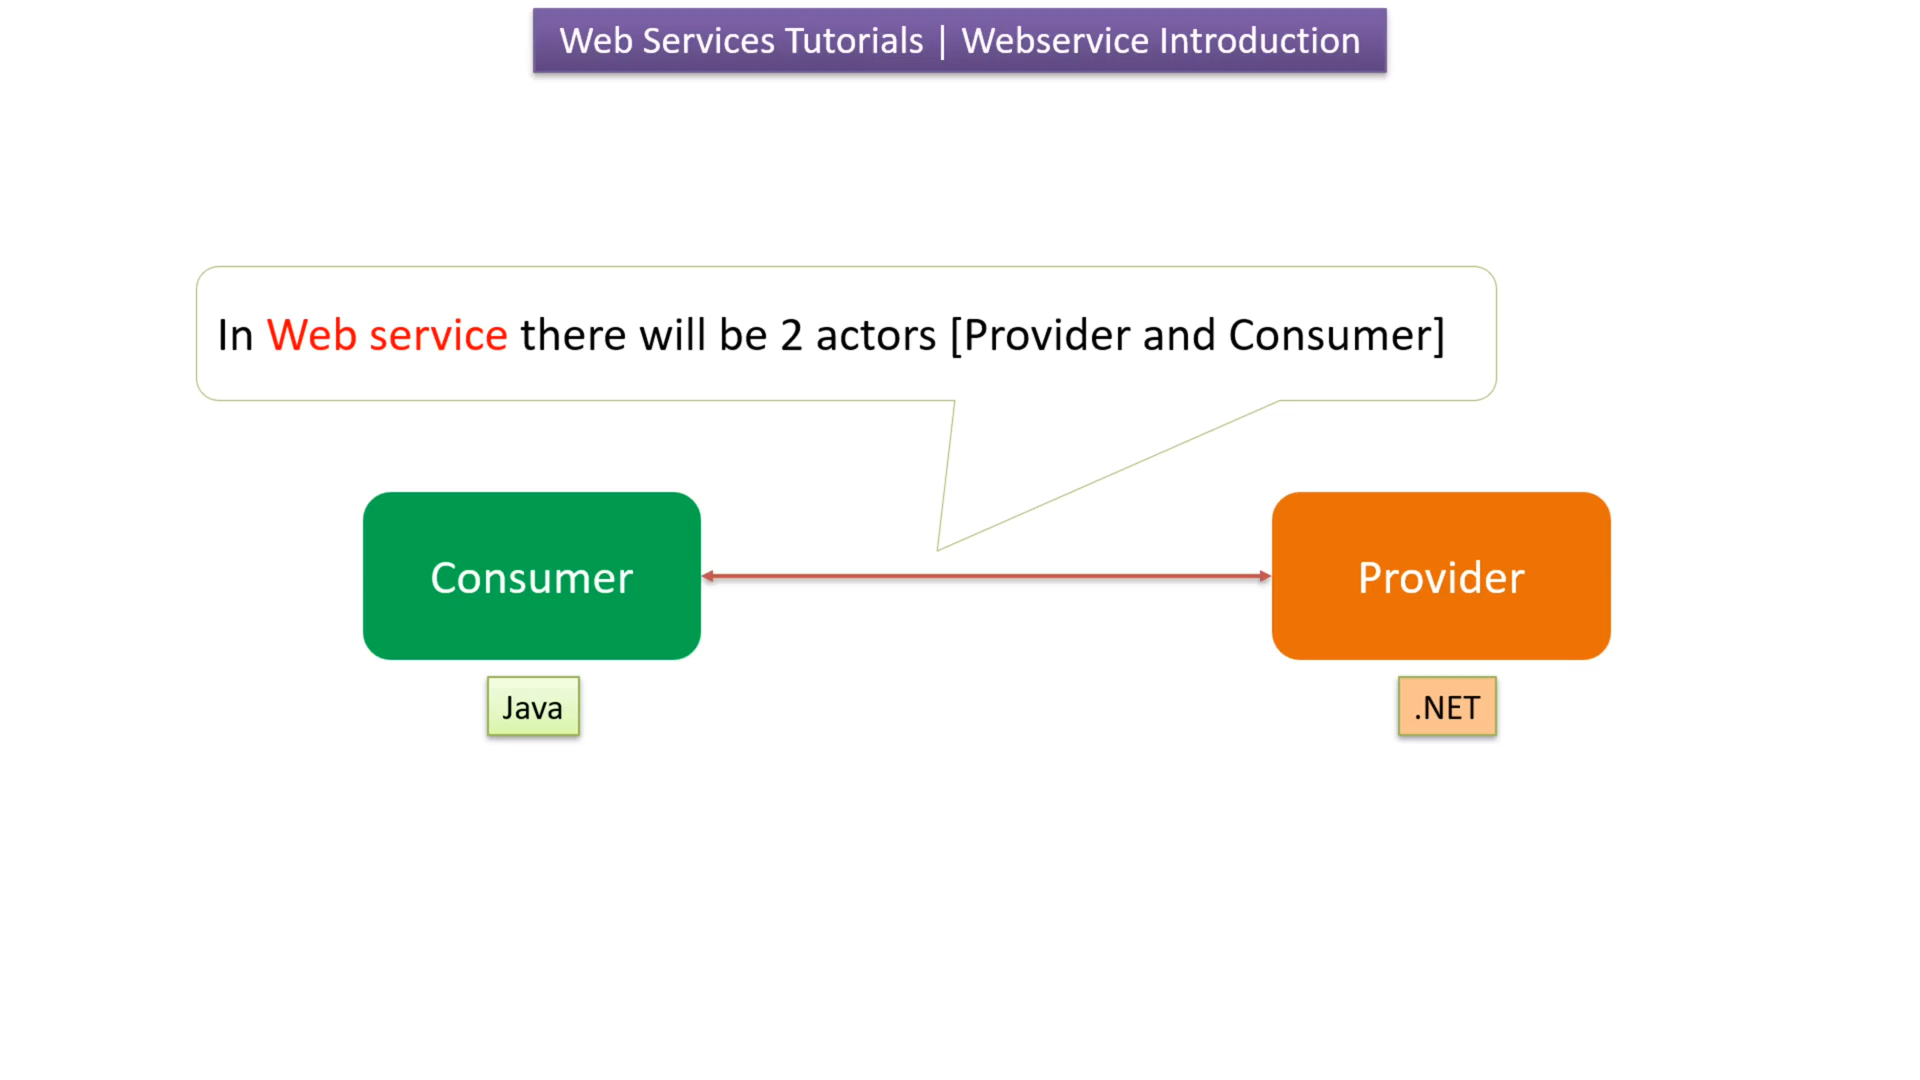 Web Services Tutorials | Webservice Introduction
In Web service there will be 2 actors [Provider and Consumer]
Consumer
Provider
Java
.NET